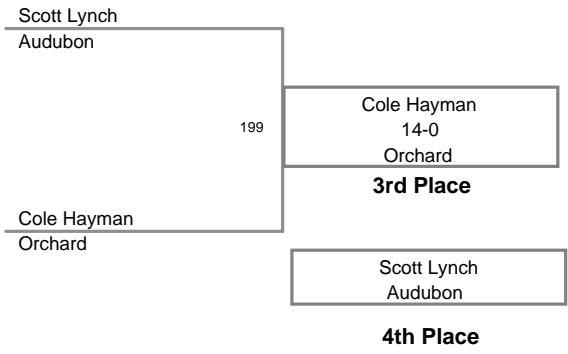 Scott Lynch
Audubon
199
Cole Hayman
14-0
Orchard
3rd Place
Cole Hayman
Orchard
Scott Lynch
Audubon
4th Place